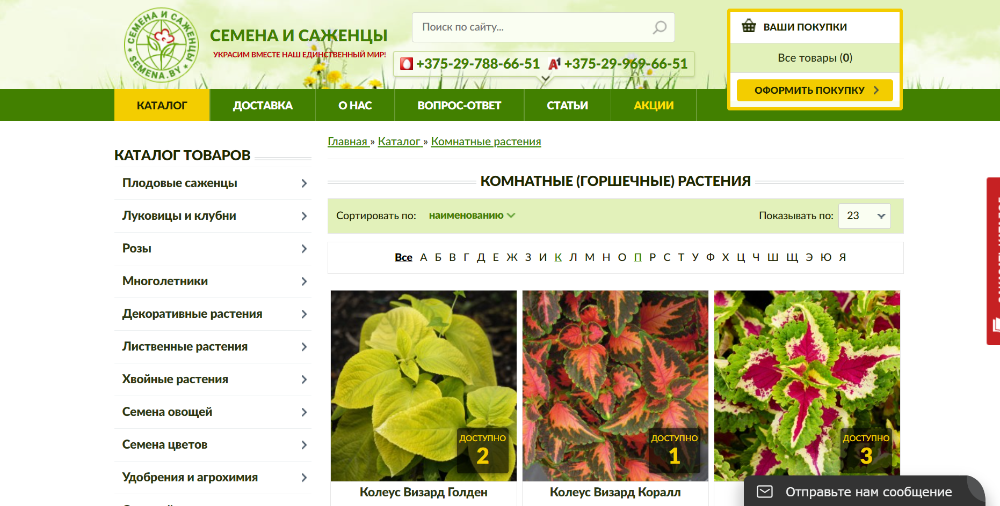 СЕМЕНА И САЖЕНЦЫ
★ SEMENA.BY ★
СЕМЕНА И САЖЕНЦЫ
УКРАСИМ ВМЕСТЕ НАШ ЕДИНСТВЕННЫЙ МИР!
Поиск по сайту...
+375-29-788-66-51 A1 +375-29-969-66-51
ВАШИ ПОКУПКИ
Все товары (0)
ОФОРМИТЬ ПОКУПКУ
КАТАЛОГ ДОСТАВКА О НАС ВОПРОС-ОТВЕТ СТАТЬИ АКЦИИ
Главная » Каталог » Комнатные растения
КАТАЛОГ ТОВАРОВ
Плодовые саженцы
Луковицы и клубни
Розы
Многолетники
Декоративные растения
Лиственные растения
Хвойные растения
Семена овощей
Семена цветов
Удобрения и агрохимия
КОМНАТНЫЕ (ГОРШЕЧНЫЕ) РАСТЕНИЯ
Сортировать по: наименованию
Показывать по: 23
Все А Б В Г Д Е Ж З И К Л М Н О П Р С Т У Ф Х Ц Ч Ш Щ Э Ю Я
ДОСТУПНО
2
Колеус Визард Голден
ДОСТУПНО
1
Колеус Визард Коралл
ДОСТУПНО
3
Отправьте нам сообщение